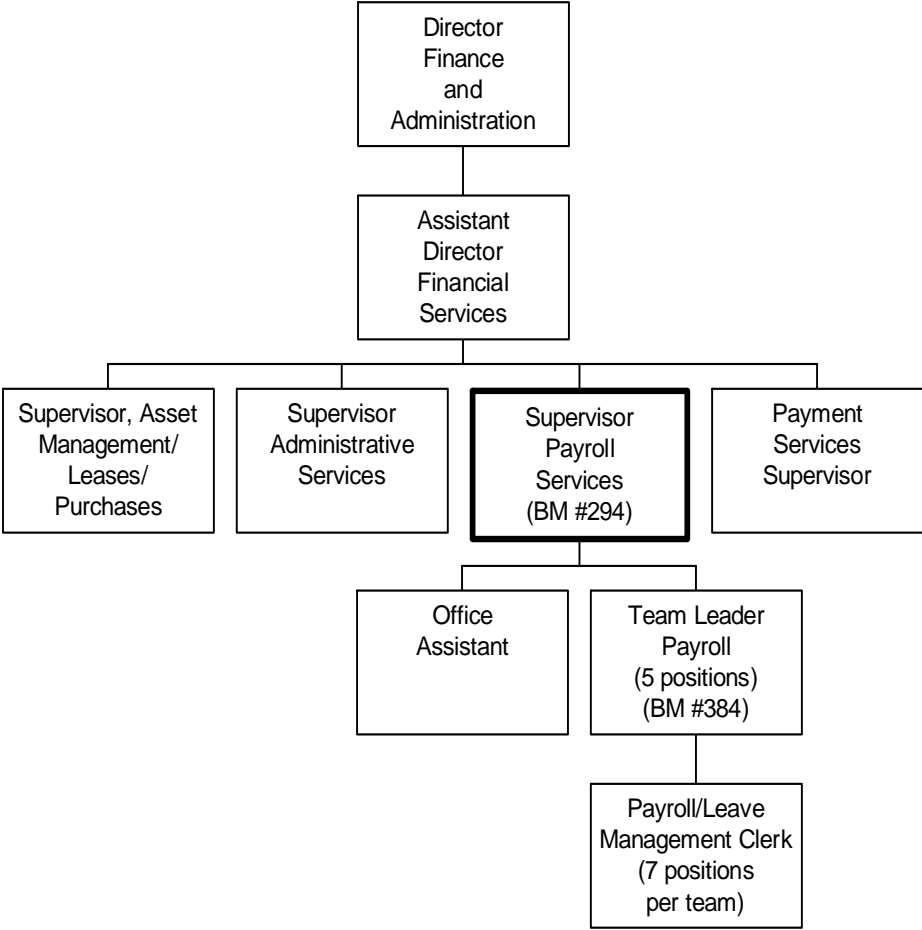 Director
Finance
and
Administration
Assistant
Director
Financial
Services
Supervisor, Asset
Management/
Leases/
Purchases
Supervisor
Administrative
Services
Supervisor
Payroll
Services
(BM #294)
Payment
Services
Supervisor
Office
Assistant
Team Leader
Payroll
(5 positions)
(BM #384)
Payroll/Leave
Management Clerk
(7 positions
per team)